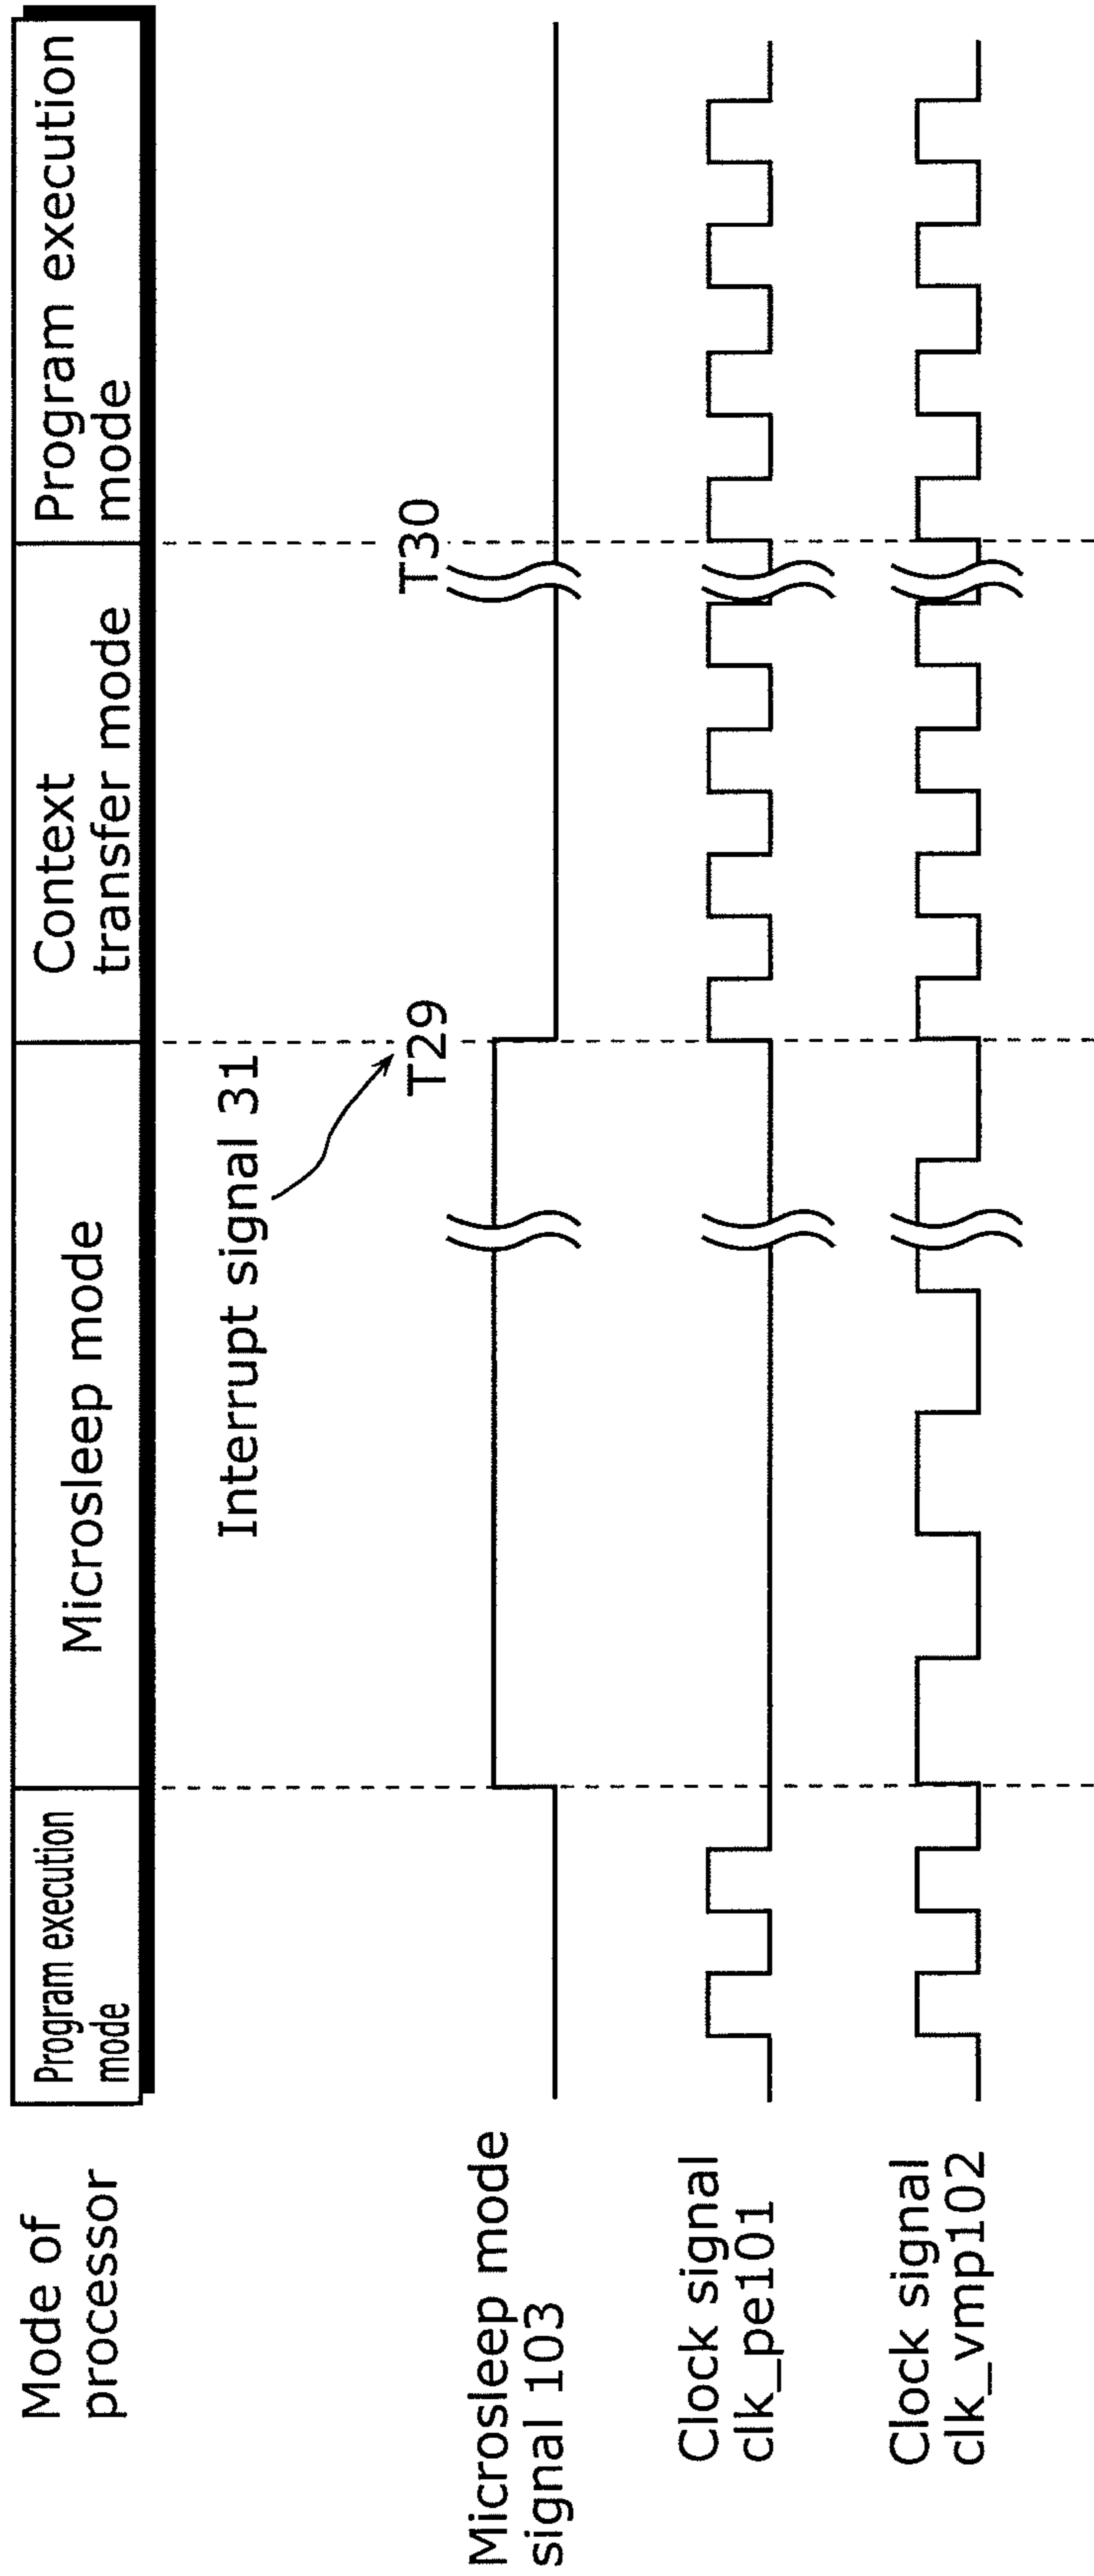 Mode of
processor
Program execution
mode
Microsleep mode
Context
transfer mode
Program execution
mode
Interrupt signal 31
T29
T30
Microsleep mode
signal 103
Clock signal
clk_pe101
Clock signal
clk_vmp102